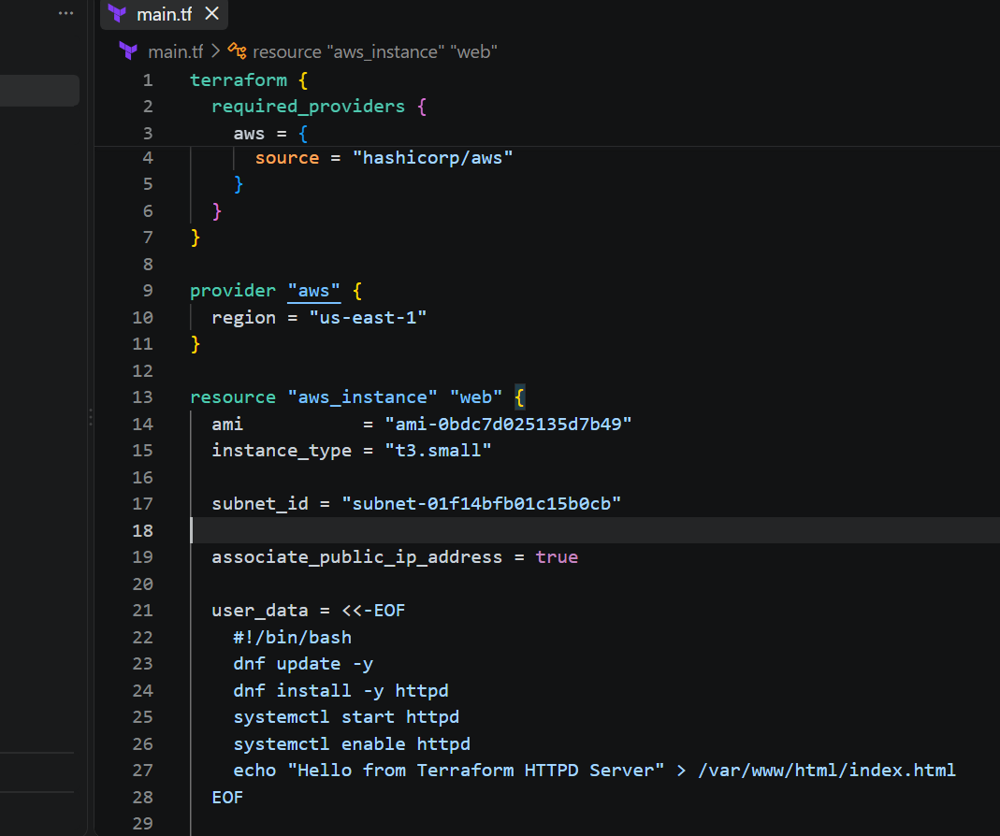 main.tf
main.tf > resource "aws_instance" "web"
1 terraform {
2   required_providers {
3     aws = {
4       source = "hashicorp/aws"
5     }
6   }
7 }
8
9 provider "aws" {
10   region = "us-east-1"
11 }
12
13 resource "aws_instance" "web" {
14   ami           = "ami-0bdc7d025135d7b49"
15   instance_type = "t3.small"
16
17   subnet_id = "subnet-01f14bfb01c15b0cb"
18
19   associate_public_ip_address = true
20
21   user_data = <<-EOF
22     #!/bin/bash
23     dnf update -y
24     dnf install -y httpd
25     systemctl start httpd
26     systemctl enable httpd
27     echo "Hello from Terraform HTTPD Server" > /var/www/html/index.html
28   EOF
29